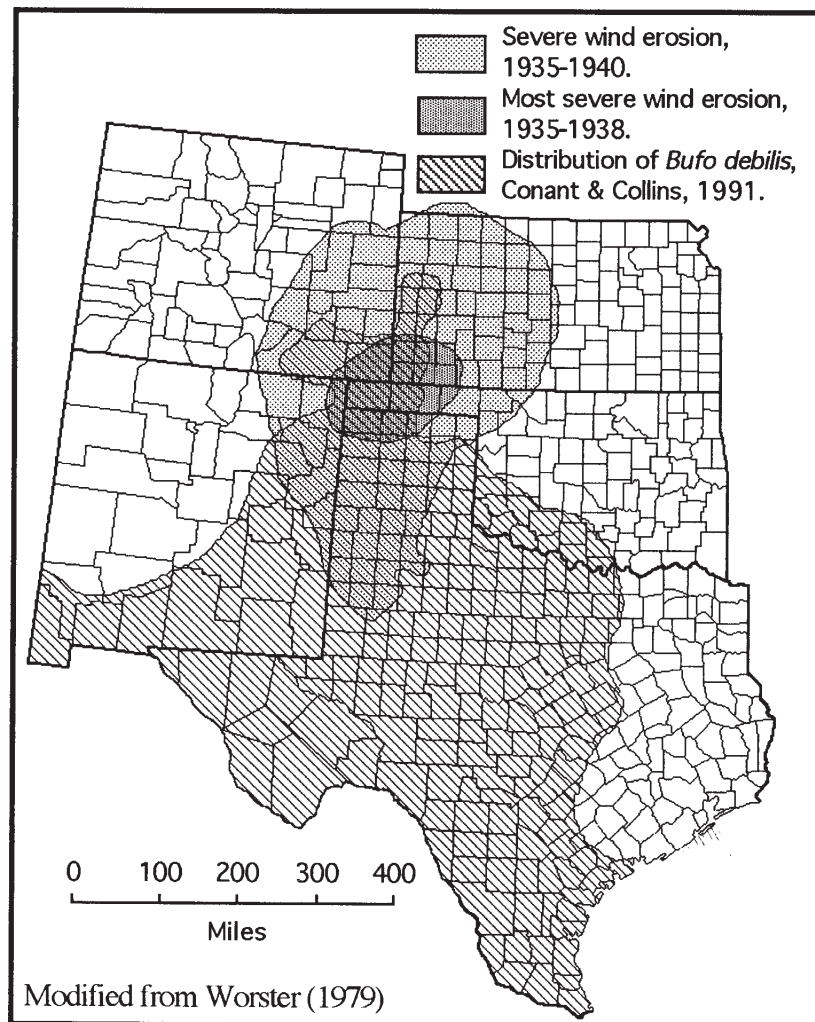 Severe wind erosion,
1935-1940.
Most severe wind erosion,
1935-1938.
Distribution of Bufo debilis,
Conant & Collins, 1991.
0 100 200 300 400
Miles
Modified from Worster (1979)